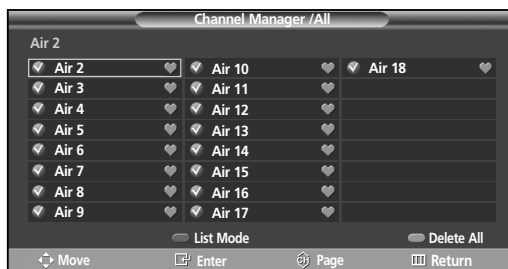 Channel Manager /All
Air 2
Air 2 Air 10 Air 18
Air 3 Air 11
Air 4 Air 12
Air 5 Air 13
Air 6 Air 14
Air 7 Air 15
Air 8 Air 16
Air 9 Air 17
List Mode Delete All
Move Enter CH Page Return